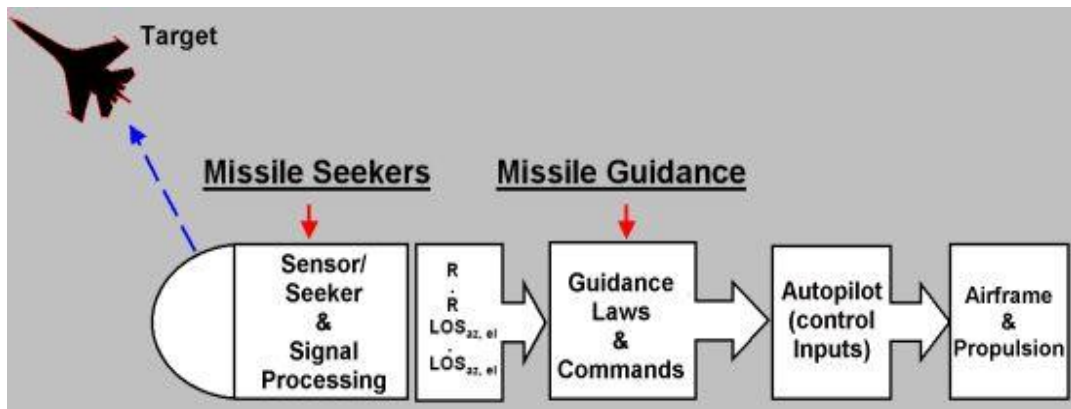 Target
Missile Seekers
Missile Guidance
Sensor/
Seeker
&
Signal
Processing
R
Ṙ
LOSaz, el
.
LOSaz, el
Guidance
Laws
&
Commands
Autopilot
(control
Inputs)
Airframe
&
Propulsion